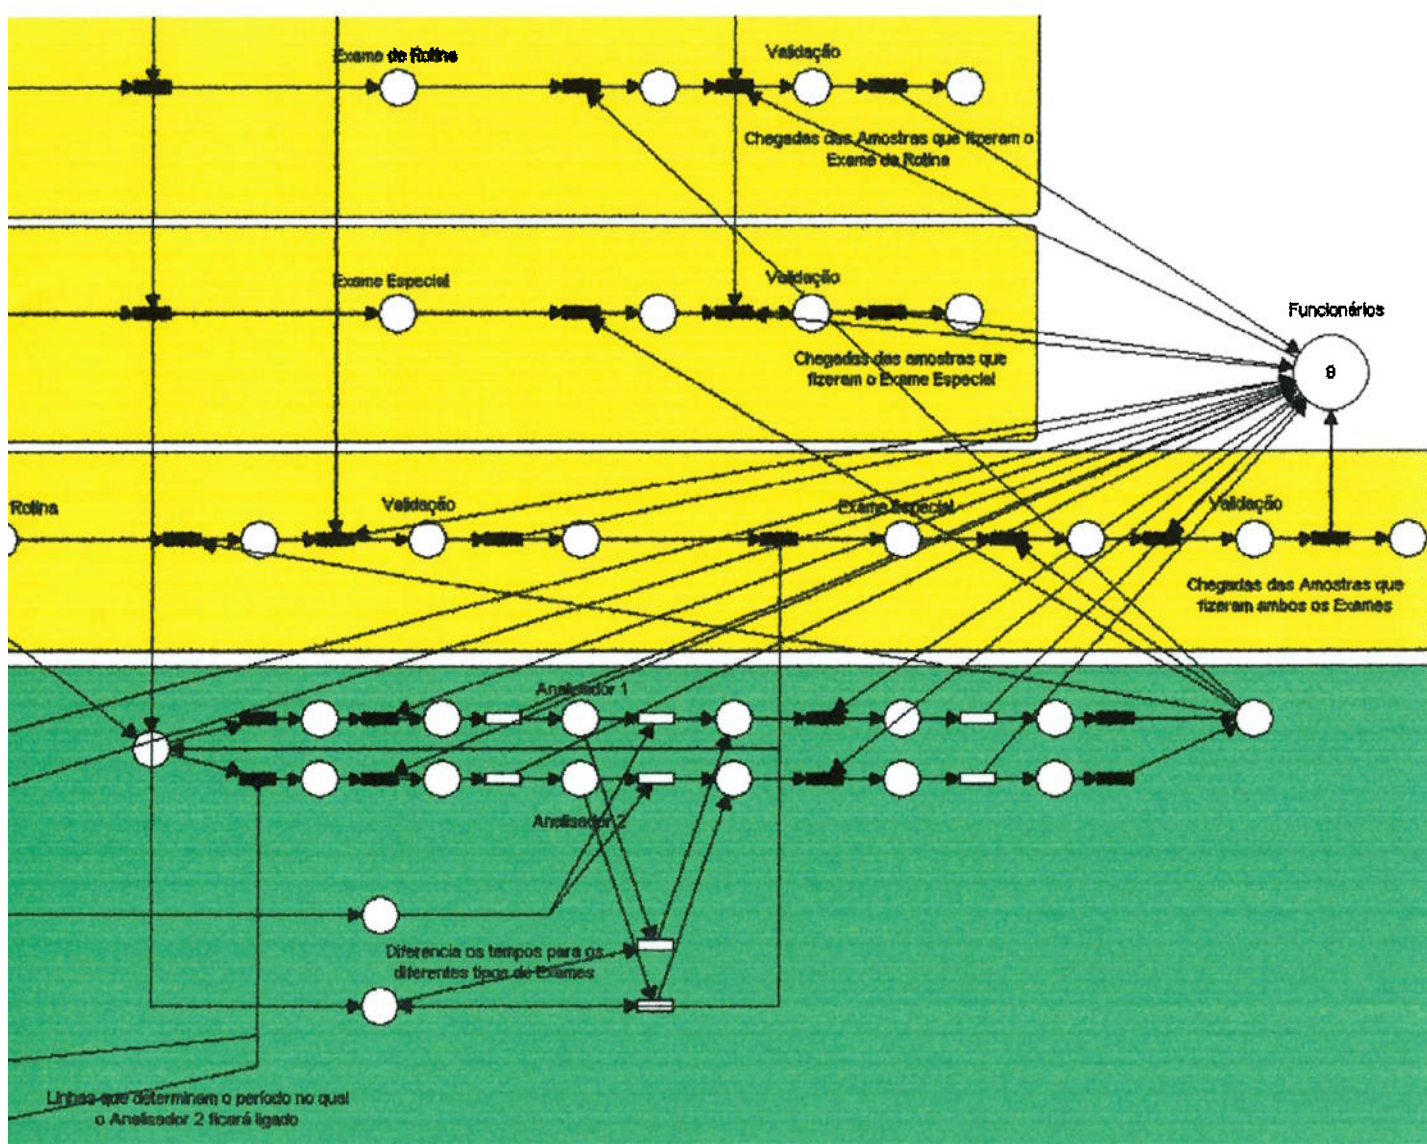 Exame de Rotina
Validação
Chegadas das Amostras que fizeram o
Exame de Rotina
Exame Especial
Validação
Funcionários
Chegadas das amostras que
fizeram o Exame Especial
Rotina
Validação
Exame Especial
Validação
Chegadas das Amostras que
fizeram ambos os Exames
Analisador 1
Analisador 2
Diferencia os tempos para os
diferentes tipos de Exames
Linhas que determinam o período no qual
o Analisador 2 ficará ligado